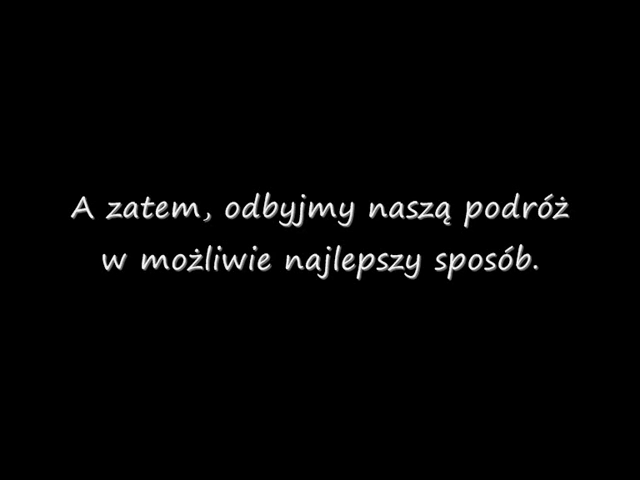 A zatem, odbyjmy naszą podróż
w możliwie najlepszy sposób.